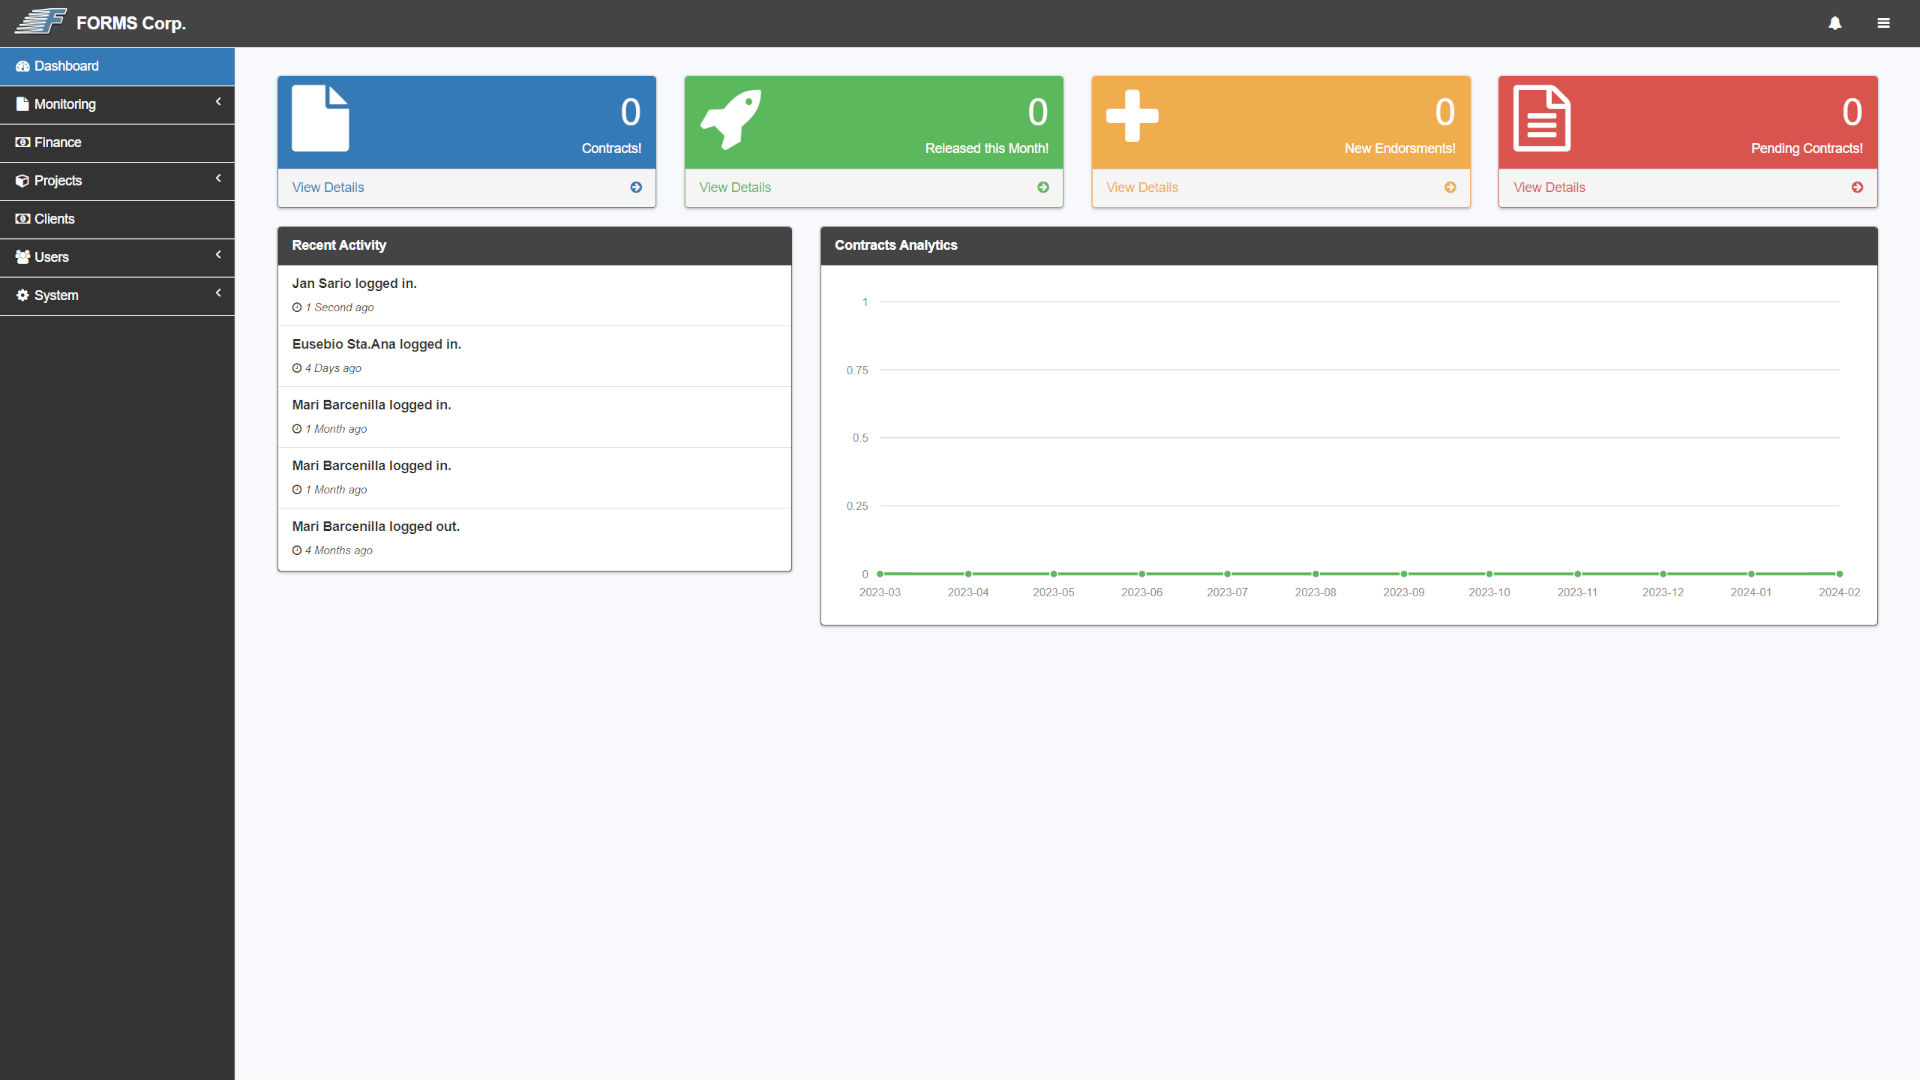 FORMS Corp.
Dashboard
Monitoring
Finance
Projects
Clients
Users
System
0
Contracts!
View Details
0
Released this Month!
View Details
0
New Endorsments!
View Details
0
Pending Contracts!
View Details
Recent Activity
Jan Sario logged in.
1 Second ago
Eusebio Sta.Ana logged in.
4 Days ago
Mari Barcenilla logged in.
1 Month ago
Mari Barcenilla logged in.
1 Month ago
Mari Barcenilla logged out.
4 Months ago
Contracts Analytics
1
0.75
0.5
0.25
0
2023-03 2023-04 2023-05 2023-06 2023-07 2023-08 2023-09 2023-10 2023-11 2023-12 2024-01 2024-02